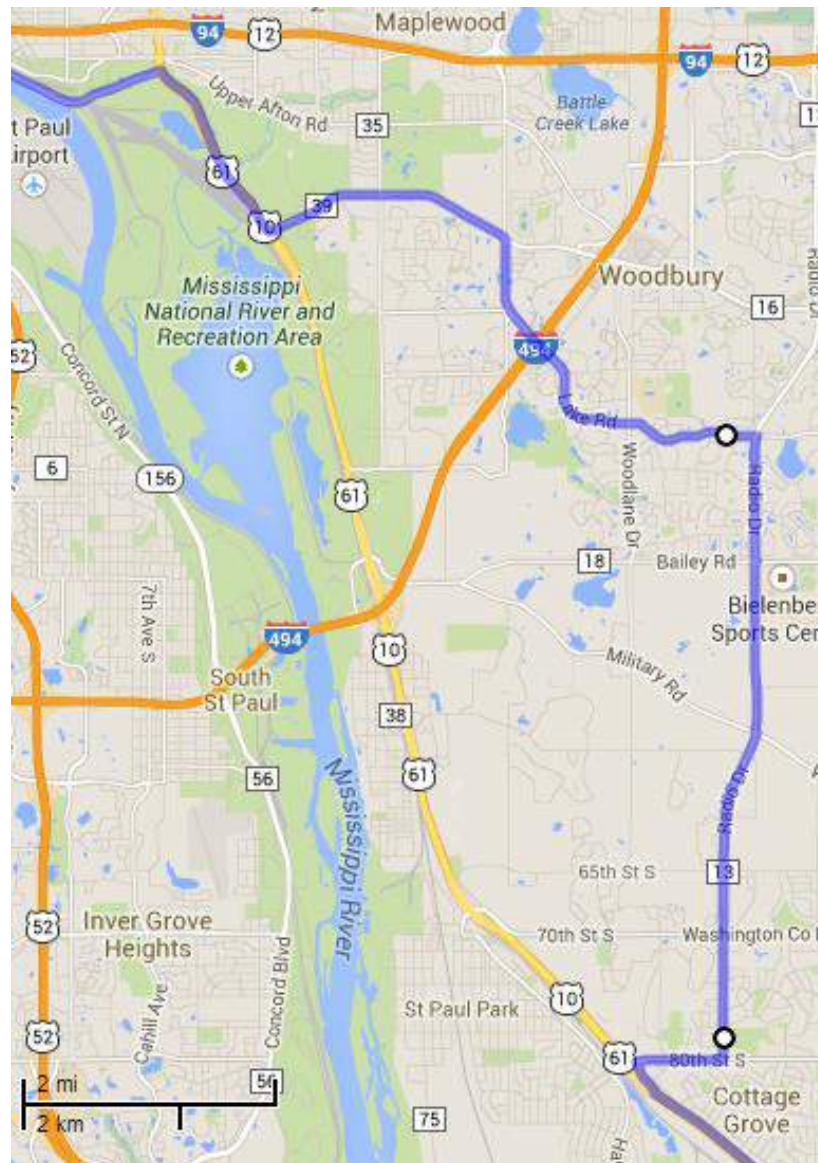 Maplewood
94
12
94
12
Upper Afton Rd
35
Battle
Creek Lake
t Paul
irport
61
39
10
Mississippi
National River and
Recreation Area
Woodbury
16
Radio Dr
52
494
Concord St N
Lake Rd
6
156
Woodlane Dr
Radio Dr
61
18
Bailey Rd
7th Ave S
Bielenbe
Sports Cen
494
10
South
St Paul
Military Rd
38
56
61
Mississippi River
Radio Dr
A
65th St S
13
52
Inver Grove
Heights
70th St S
Washington Co
Concord Blvd
Cahill Ave
St Paul Park
10
52
61
80th St S
2 mi
56
2 km
75
Cottage
Grove
Ha